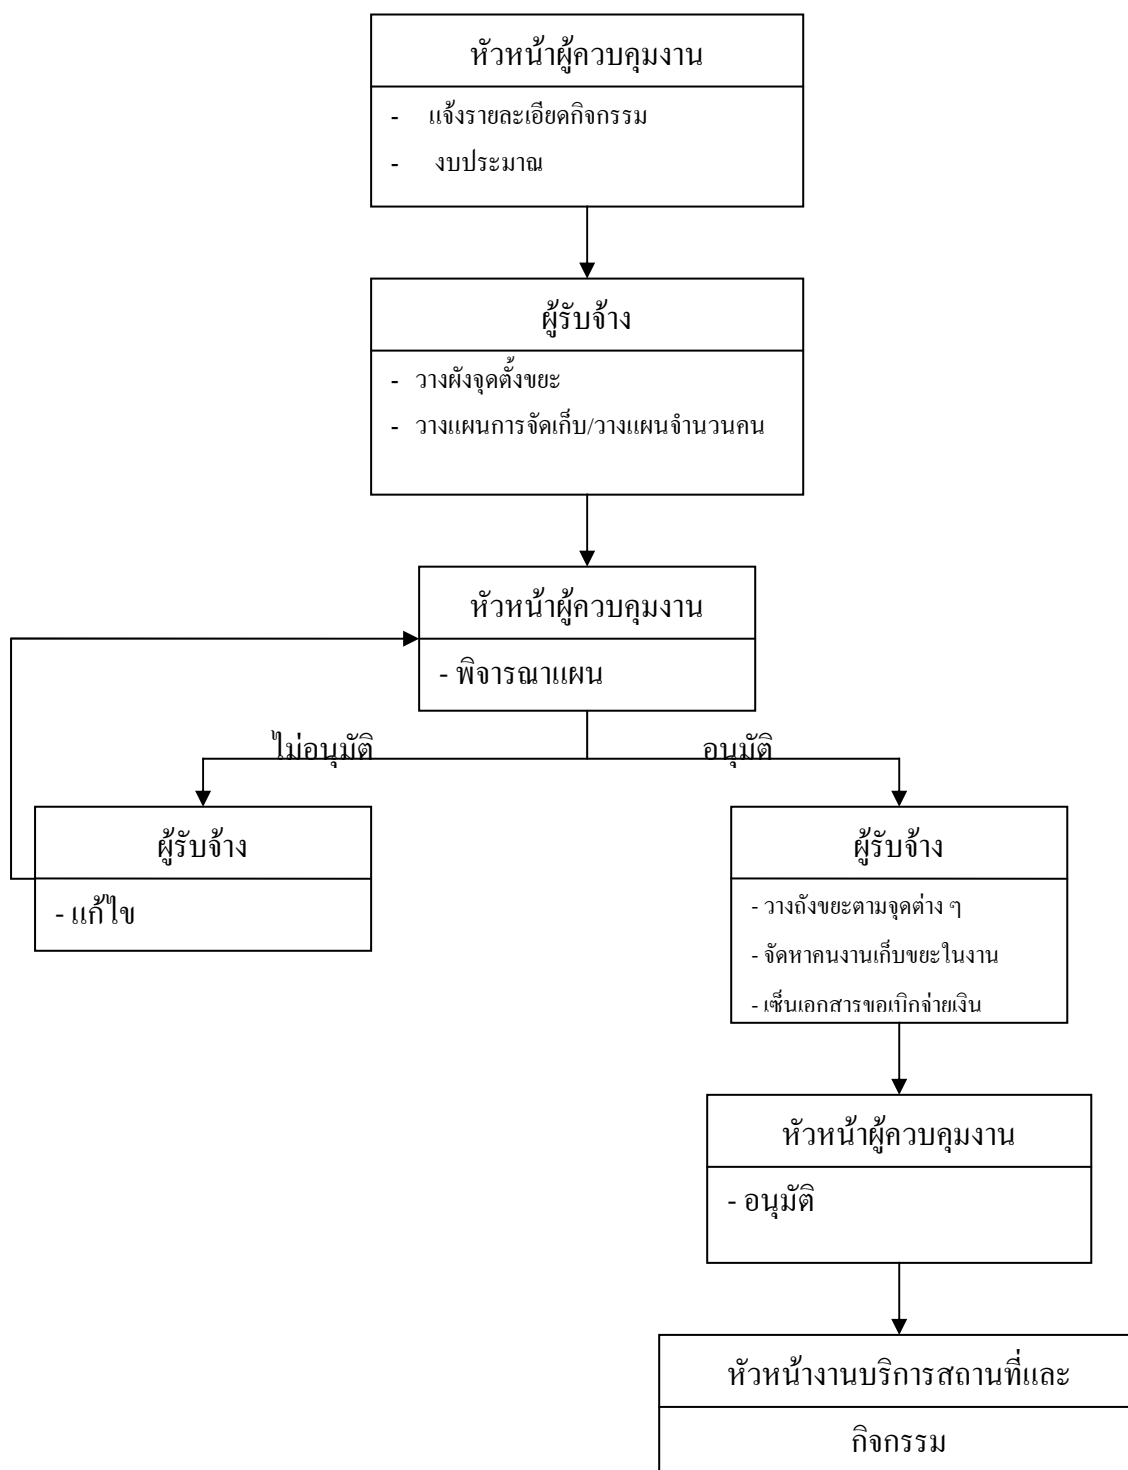 หัวหน้าผู้ควบคุมงาน
- แจ้งรายละเอียดกิจกรรม
- งบประมาณ
ผู้รับจ้าง
- วางผังจุดตั้งขยะ
- วางแผนการจัดเก็บ/วางแผนจำนวนคน
หัวหน้าผู้ควบคุมงาน
- พิจารณาแผน
ไม่อนุมัติ
อนุมัติ
ผู้รับจ้าง
- แก้ไข
ผู้รับจ้าง
- วางถังขยะตามจุดต่าง ๆ
- จัดหาคนงานเก็บขยะในงาน
- เซ็นเอกสารขอเบิกจ่ายเงิน
หัวหน้าผู้ควบคุมงาน
- อนุมัติ
หัวหน้างานบริการสถานที่และ
กิจกรรม